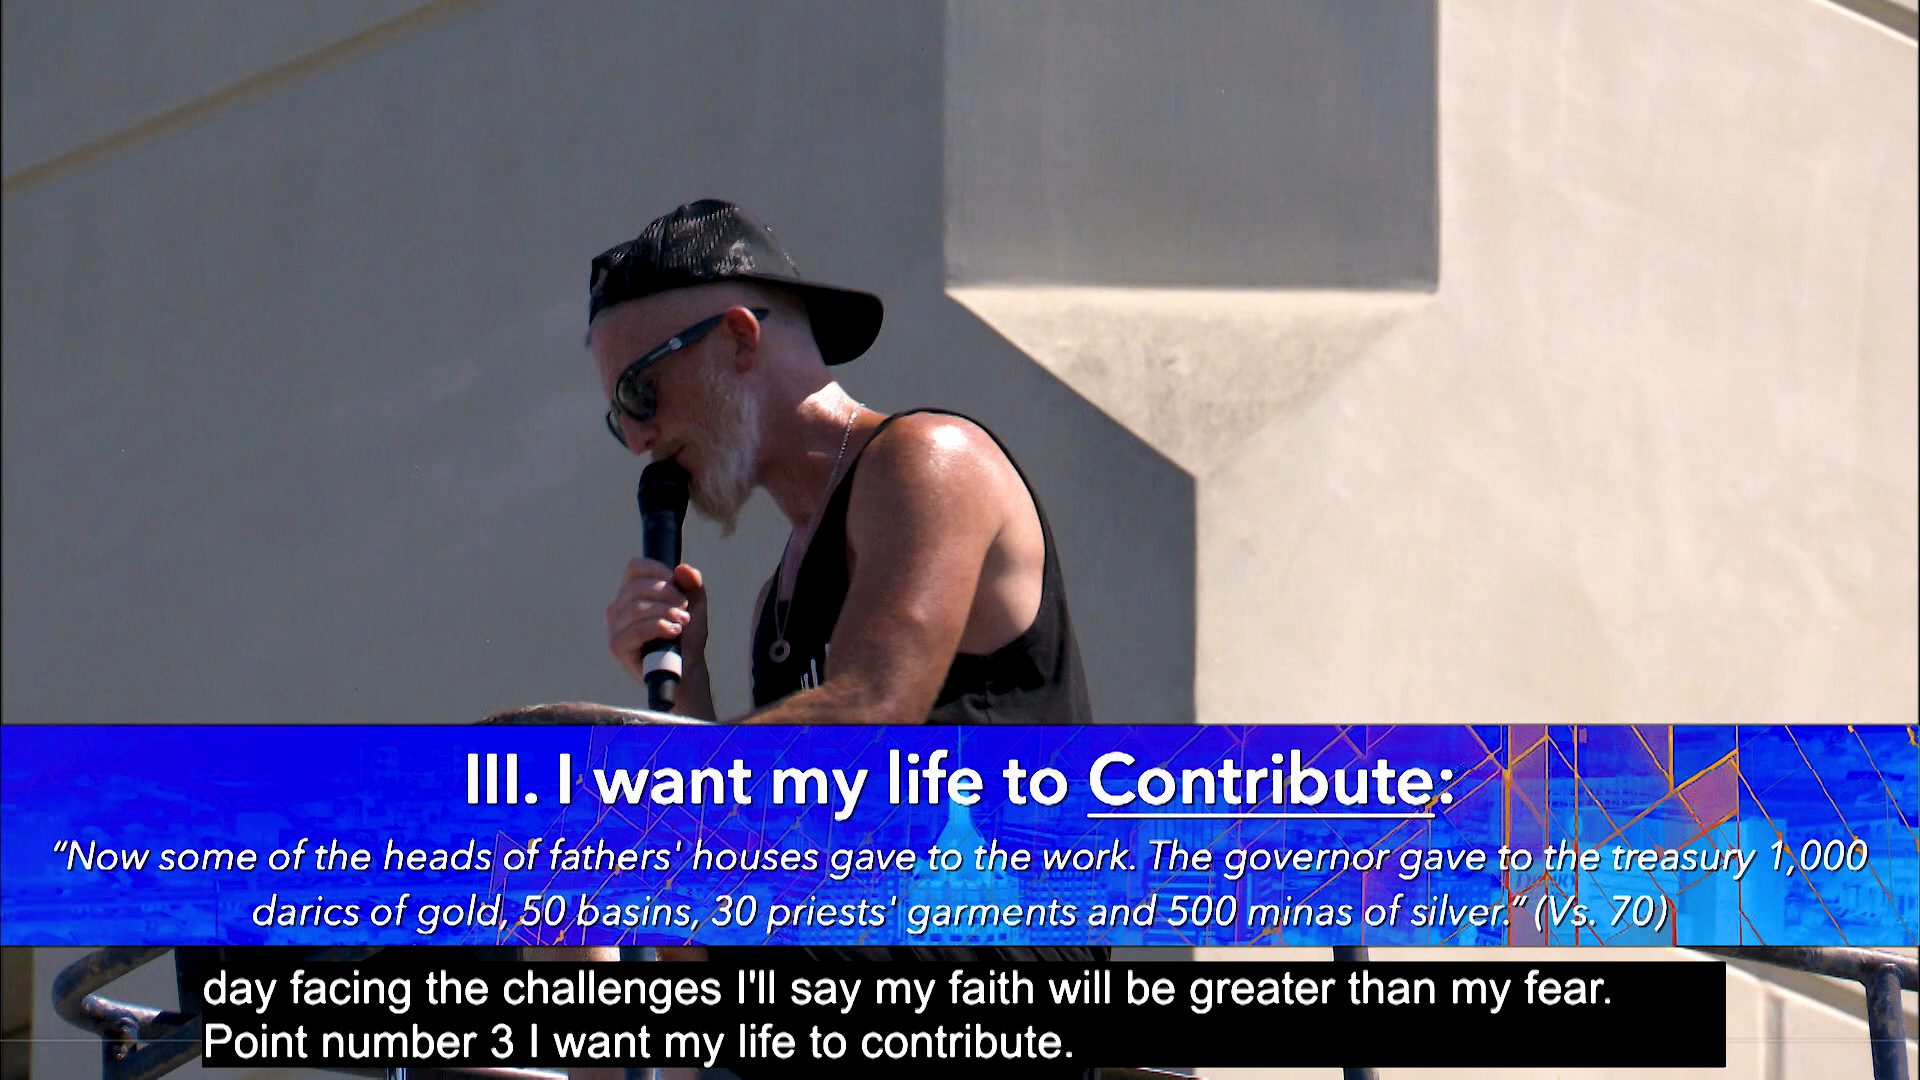 III. I want my life to Contribute:
“Now some of the heads of fathers' houses gave to the work. The governor gave to the treasury 1,000
darics of gold, 50 basins, 30 priests' garments and 500 minas of silver.” (Vs. 70)
day facing the challenges I'll say my faith will be greater than my fear.
Point number 3 I want my life to contribute.